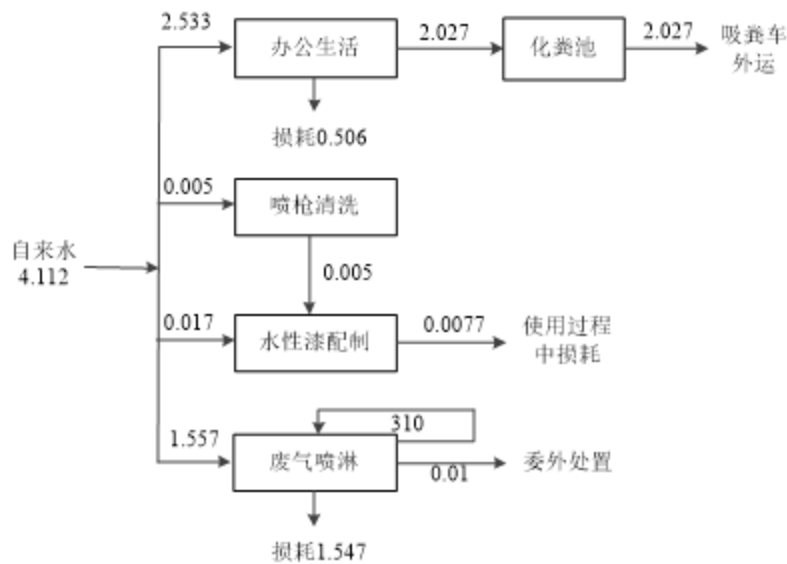 2.533
办公生活
2.027
化粪池
2.027
吸粪车
外运
损耗0.506
0.005
喷枪清洗
自来水
4.112
0.005
0.017
水性漆配制
0.0077
使用过程
中损耗
310
1.557
废气喷淋
0.01
委外处置
损耗1.547